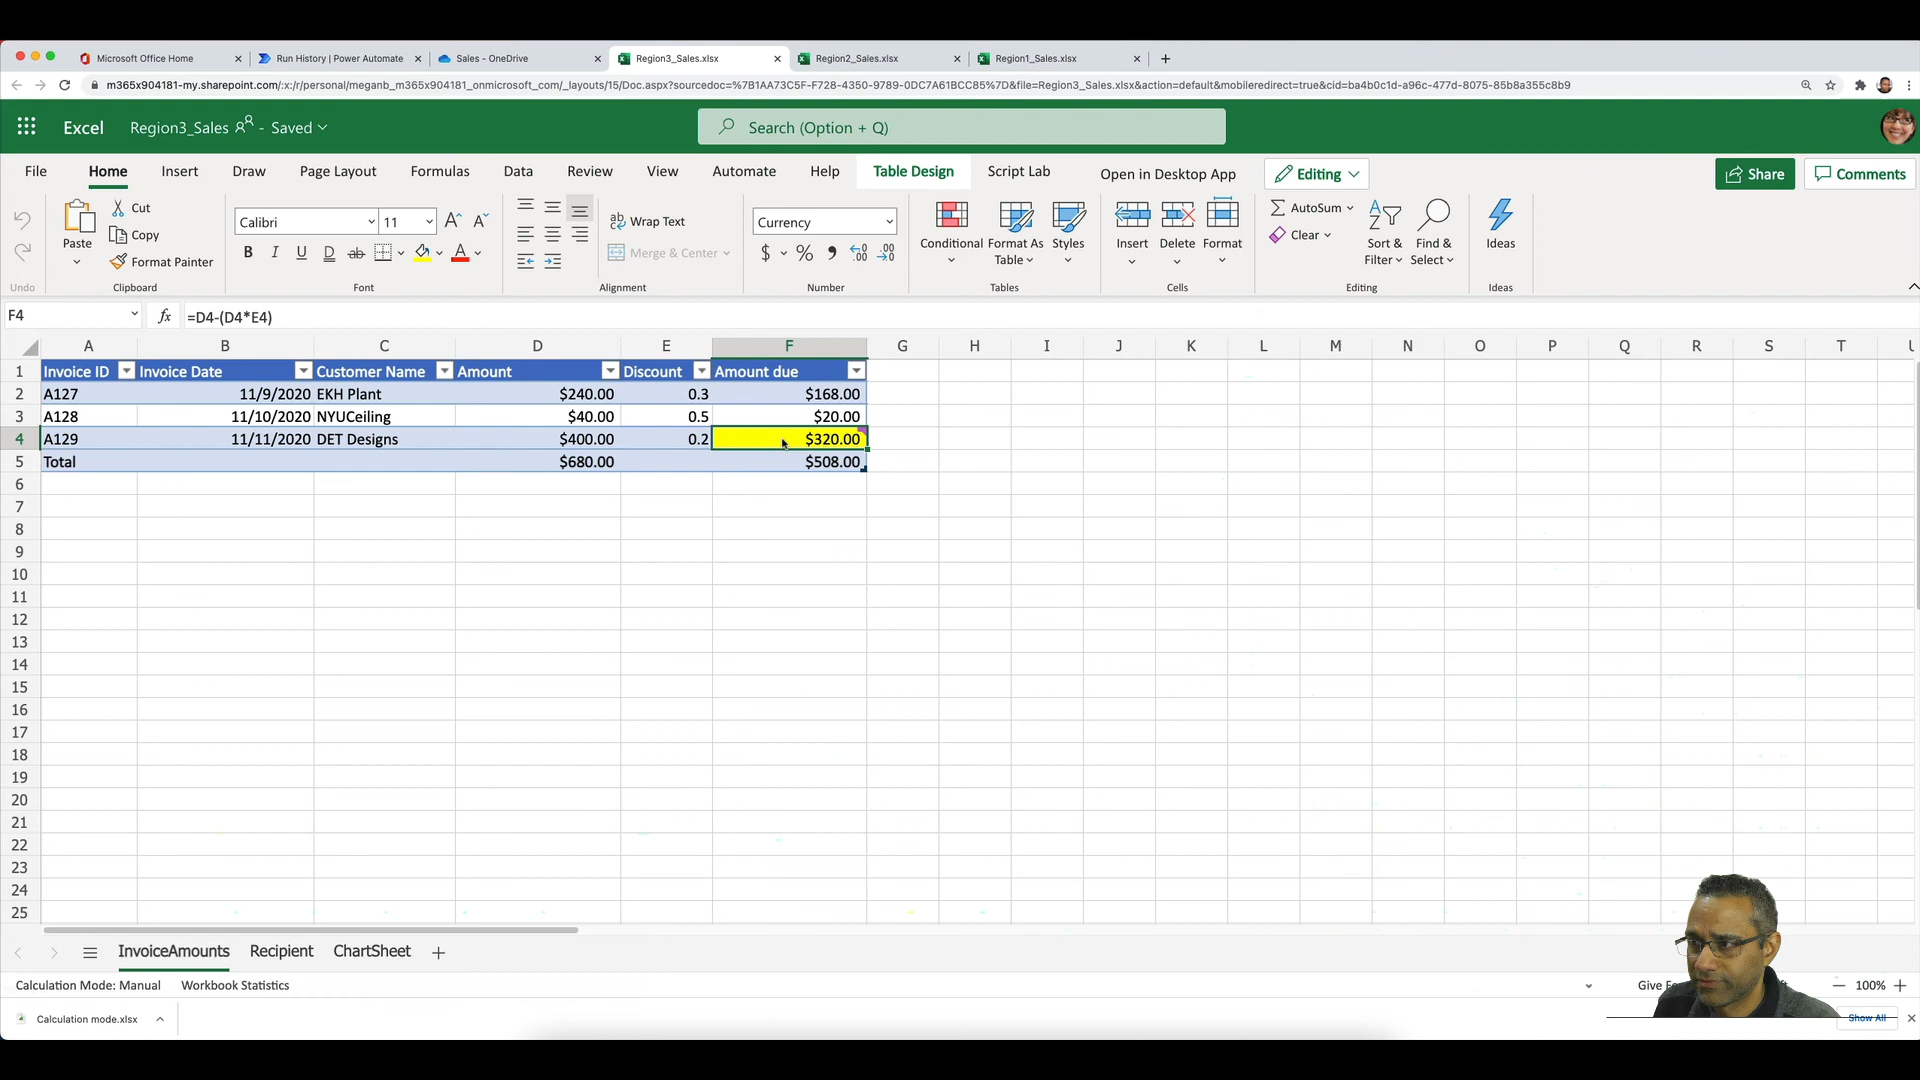 Microsoft Office Home
Run History | Power Automate
Sales - OneDrive
Region3_Sales.xlsx
Region2_Sales.xlsx
Region1_Sales.xlsx
m365x904181-my.sharepoint.com/:x:/r/personal/meganb_m365x904181_onmicrosoft_com/_layouts/15/Doc.aspx?sourcedoc=%7B1AA73C5F-F728-4350-9789-0DC7A61BCC85%7D&file=Region3_Sales.xlsx&action=default&mobileredirect=true&cid=ba4b0c1d-a96c-477d-8075-85b8a355c8b9
Excel Region3_Sales - Saved
Search (Option + Q)
File Home Insert Draw Page Layout Formulas Data Review View Automate Help Table Design Script Lab Open in Desktop App Editing Share Comments
Paste
Cut
Copy
Format Painter
Calibri 11
B I U D ab A
Wrap Text
Merge & Center
Currency
$ % 9 .00 .00
Conditional
Format As Table
Styles
Insert
Delete
Format
AutoSum
Clear
Sort & Filter
Find & Select
Ideas
Undo Clipboard Font Alignment Number Tables Cells Editing Ideas
F4 fx =D4-(D4*E4)
A B C D E F G H I J K L M N O P Q R S T U
1 Invoice ID Invoice Date Customer Name Amount Discount Amount due
2 A127 11/9/2020 EKH Plant $240.00 0.3 $168.00
3 A128 11/10/2020 NYUCeiling $40.00 0.5 $20.00
4 A129 11/11/2020 DET Designs $400.00 0.2 $320.00
5 Total $680.00 $508.00
6
7
8
9
10
11
12
13
14
15
16
17
18
19
20
21
22
23
24
25
InvoiceAmounts Recipient ChartSheet
Calculation Mode: Manual Workbook Statistics Give 100%
Calculation mode.xlsx Show All